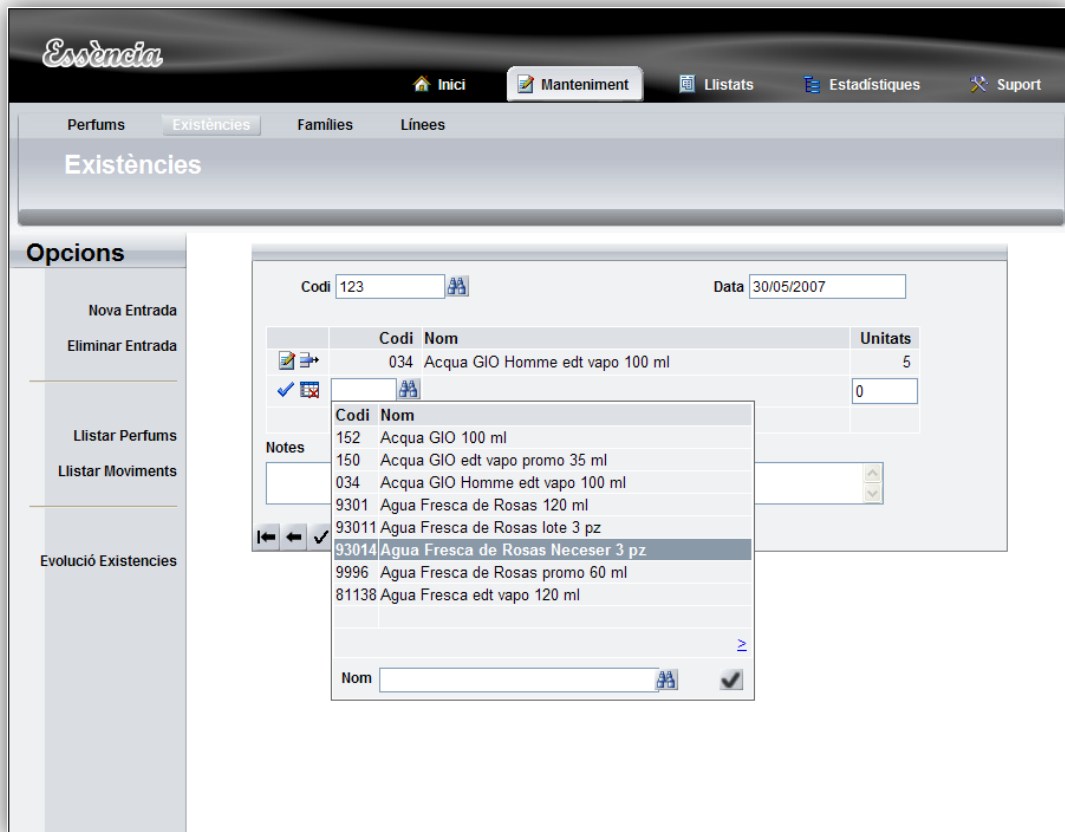 Essència
Inici Manteniment Llistats Estadístiques Suport
Perfums Existències Famílies Línees
Existències
Opcions
Nova Entrada
Eliminar Entrada
Llistar Perfums
Llistar Moviments
Evolució Existencies
Codi 123 Data 30/05/2007
Codi Nom Unitats
034 Acqua GIO Homme edt vapo 100 ml 5
0
Notes
Codi Nom
152 Acqua GIO 100 ml
150 Acqua GIO edt vapo promo 35 ml
034 Acqua GIO Homme edt vapo 100 ml
9301 Agua Fresca de Rosas 120 ml
93011 Agua Fresca de Rosas lote 3 pz
93014 Agua Fresca de Rosas Neceser 3 pz
9996 Agua Fresca de Rosas promo 60 ml
81138 Agua Fresca edt vapo 120 ml
>
Nom